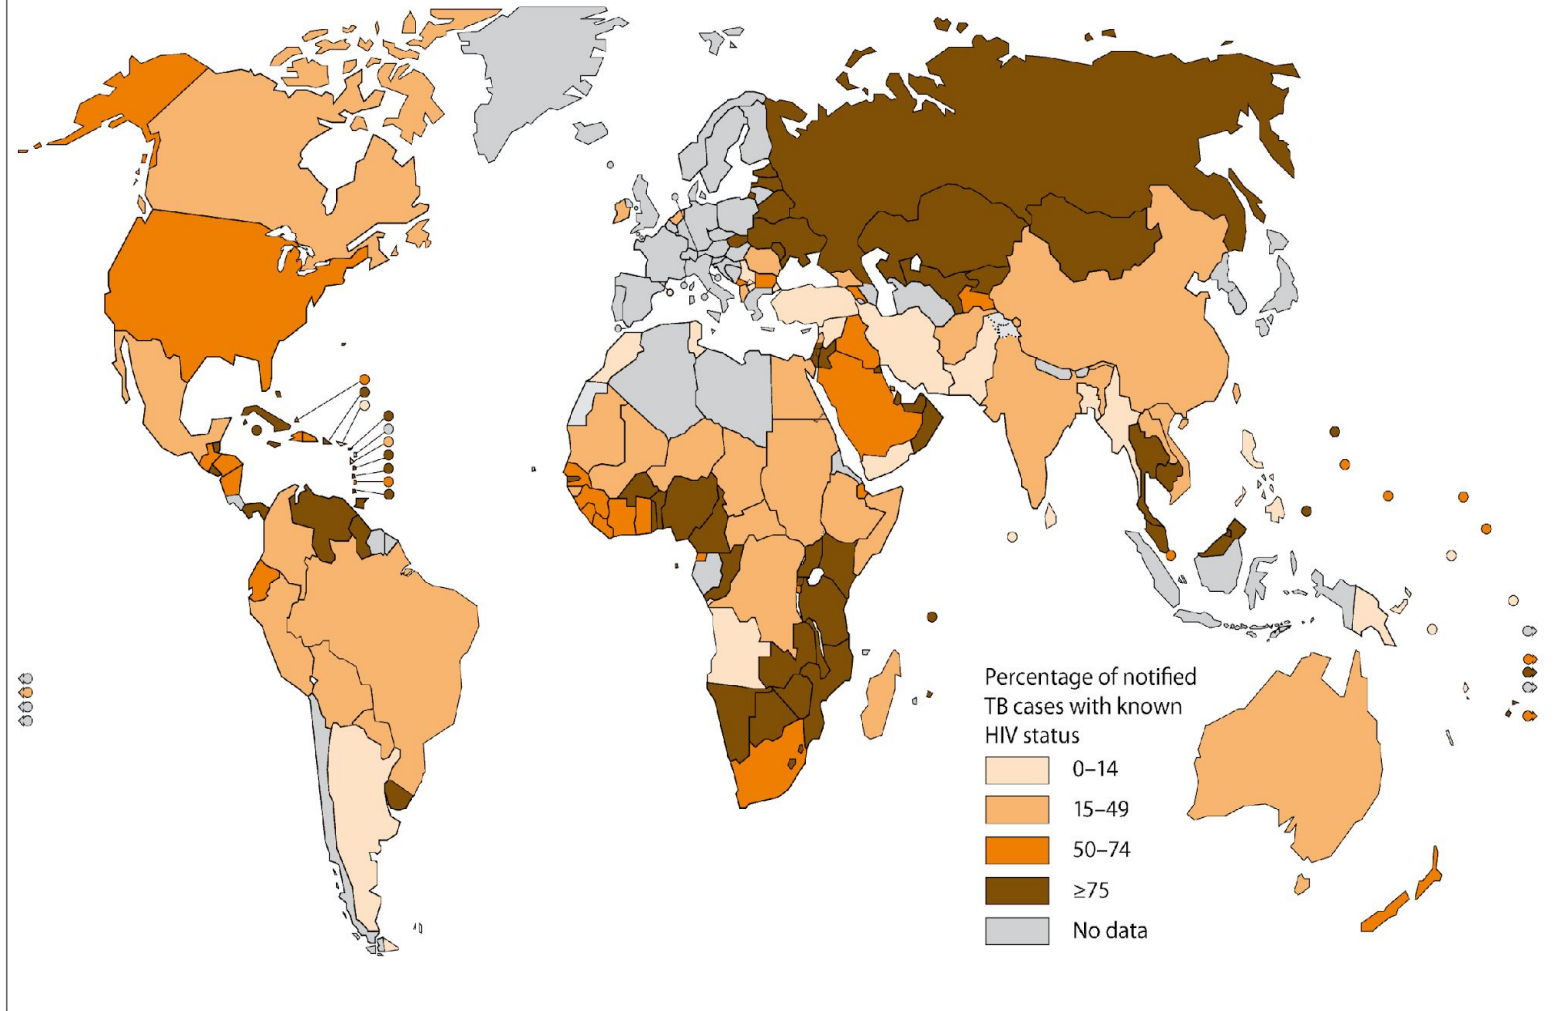 Percentage of notified
TB cases with known
HIV status
0–14
15–49
50–74
≥75
No data